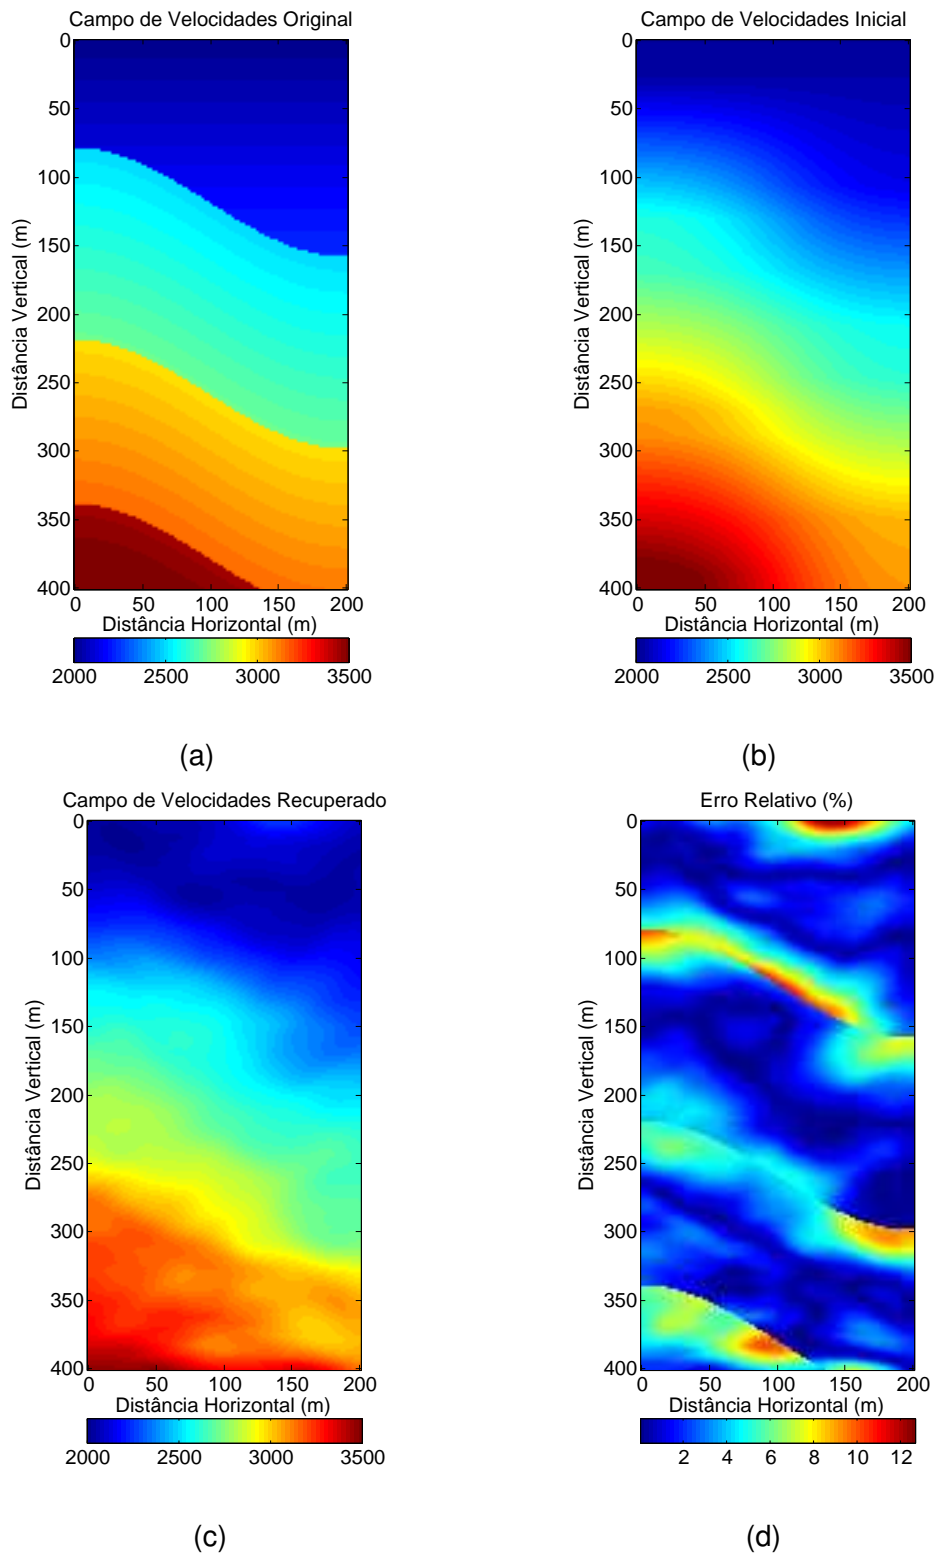 Campo de Velocidades Original
0
50
100
150
200
250
300
350
400
Distância Vertical (m)
0 50 100 150 200
Distância Horizontal (m)
2000 2500 3000 3500
(a)
Campo de Velocidades Inicial
0
50
100
150
200
250
300
350
400
Distância Vertical (m)
0 50 100 150 200
Distância Horizontal (m)
2000 2500 3000 3500
(b)
Campo de Velocidades Recuperado
0
50
100
150
200
250
300
350
400
Distância Vertical (m)
0 50 100 150 200
Distância Horizontal (m)
2000 2500 3000 3500
(c)
Erro Relativo (%)
0
50
100
150
200
250
300
350
400
Distância Vertical (m)
0 50 100 150 200
Distância Horizontal (m)
2 4 6 8 10 12
(d)